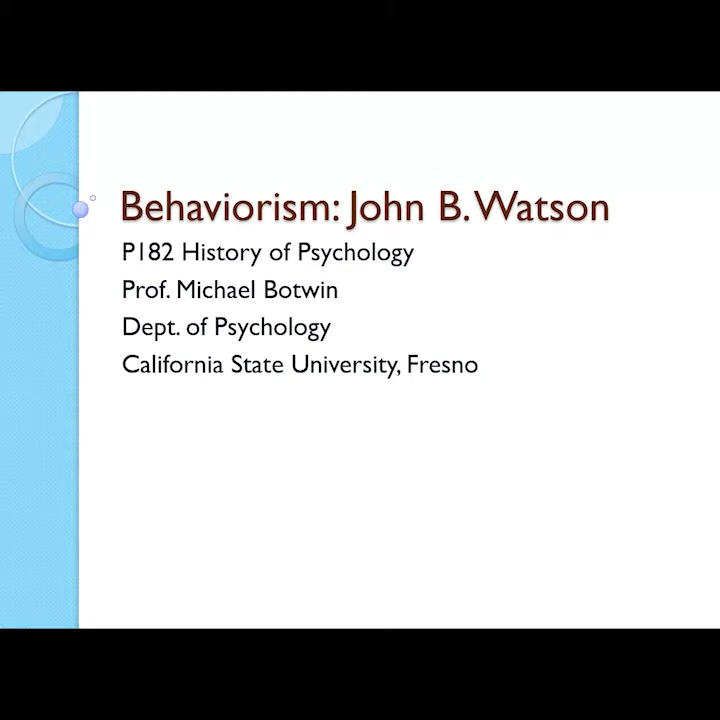 Behaviorism: John B. Watson
P182 History of Psychology
Prof. Michael Botwin
Dept. of Psychology
California State University, Fresno